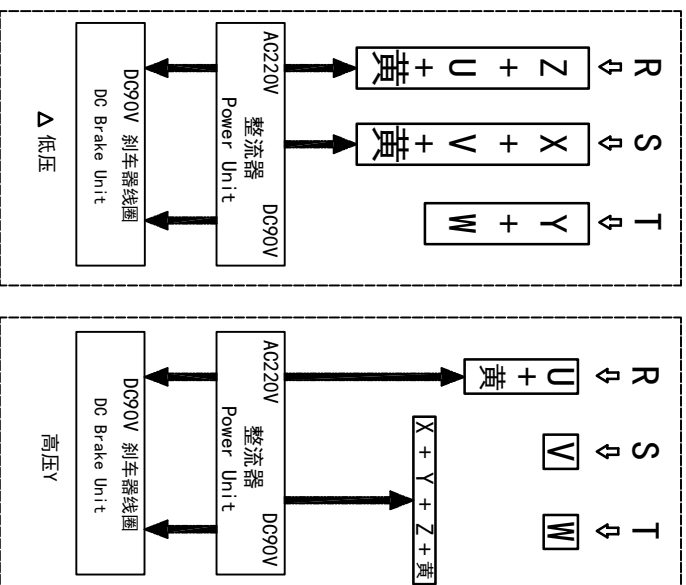 R S T
Z + U + 黄
X + V + 黄
Y + W
AC220V 整流器 DC90V
Power Unit
DC90V 刹车器线圈
DC Brake Unit
Δ 低压
R S T
U + 黄
V
W
X + Y + Z + 黄
AC220V 整流器 DC90V
Power Unit
DC90V 刹车器线圈
DC Brake Unit
高压Y